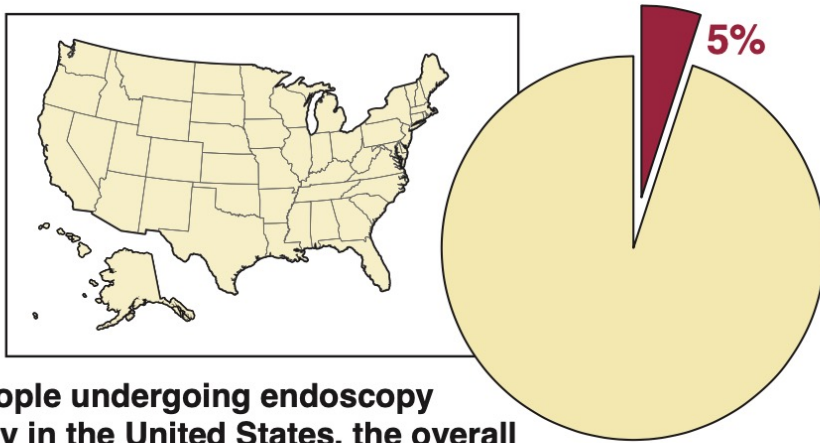 5%
ople undergoing endoscopy
y in the United States, the overall